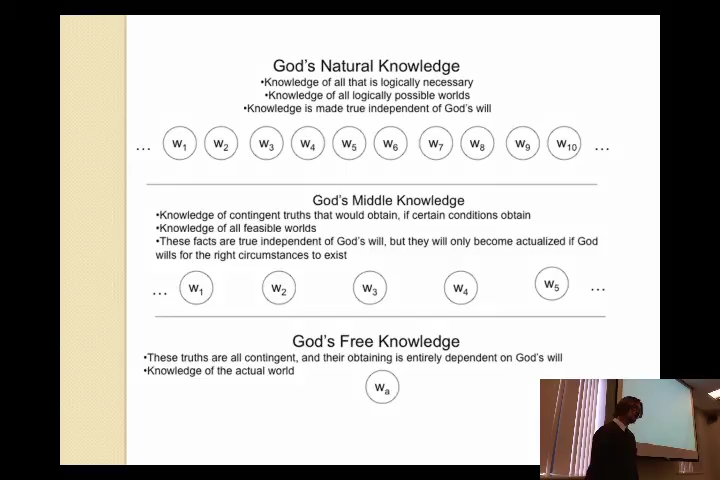 God's Natural Knowledge
•Knowledge of all that is logically necessary
•Knowledge of all logically possible worlds
•Knowledge is made true independent of God's will
... w1 w2 w3 w4 w5 w6 w7 w8 w9 w10 ...
God's Middle Knowledge
•Knowledge of contingent truths that would obtain, if certain conditions obtain
•Knowledge of all feasible worlds
•These facts are true independent of God's will, but they will only become actualized if God
wills for the right circumstances to exist
... w1 w2 w3 w4 w5 ...
God's Free Knowledge
•These truths are all contingent, and their obtaining is entirely dependent on God's will
•Knowledge of the actual world
wa